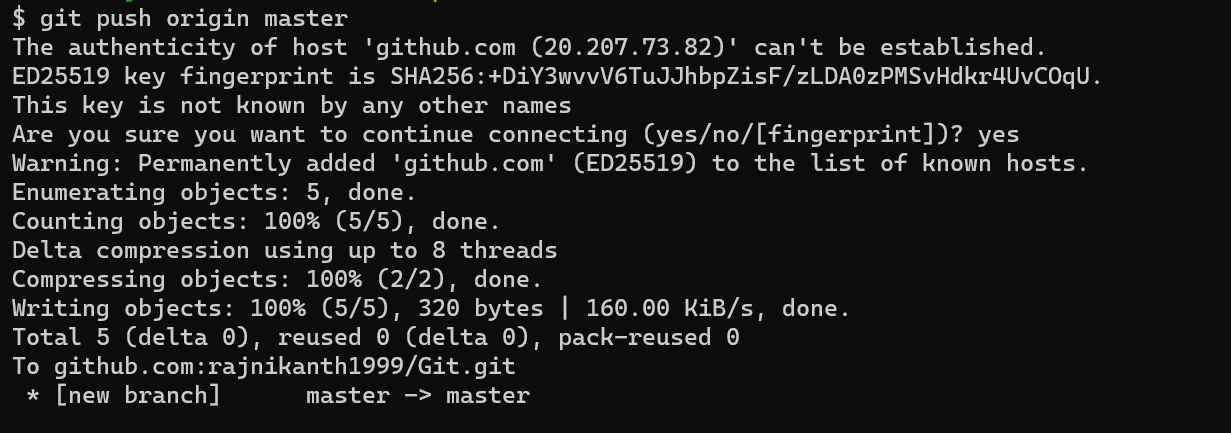 $ git push origin master
The authenticity of host 'github.com (20.207.73.82)' can't be established.
ED25519 key fingerprint is SHA256:+DiY3wvvV6TuJJhbpZisF/zLDA0zPMSvHdkr4UvCOqU.
This key is not known by any other names
Are you sure you want to continue connecting (yes/no/[fingerprint])? yes
Warning: Permanently added 'github.com' (ED25519) to the list of known hosts.
Enumerating objects: 5, done.
Counting objects: 100% (5/5), done.
Delta compression using up to 8 threads
Compressing objects: 100% (2/2), done.
Writing objects: 100% (5/5), 320 bytes | 160.00 KiB/s, done.
Total 5 (delta 0), reused 0 (delta 0), pack-reused 0
To github.com:rajnikanth1999/Git.git
 * [new branch]      master -> master